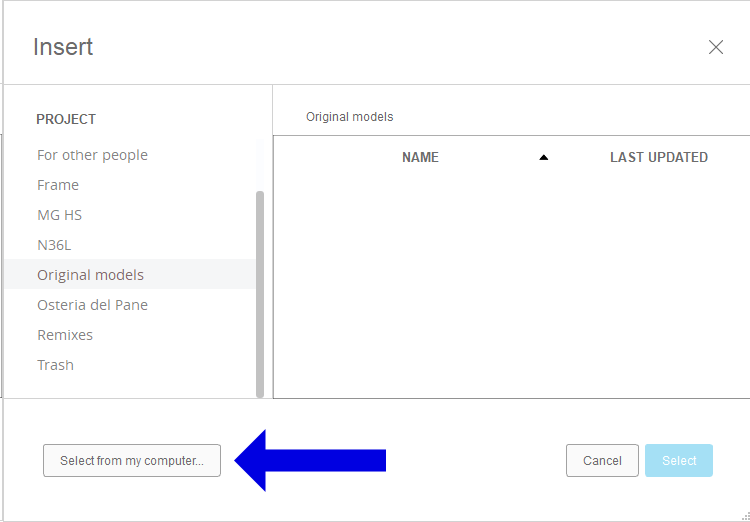 Insert
PROJECT
For other people
Frame
MG HS
N36L
Original models
Osteria del Pane
Remixes
Trash
Original models
NAME
LAST UPDATED
Select from my computer...
Cancel
Select